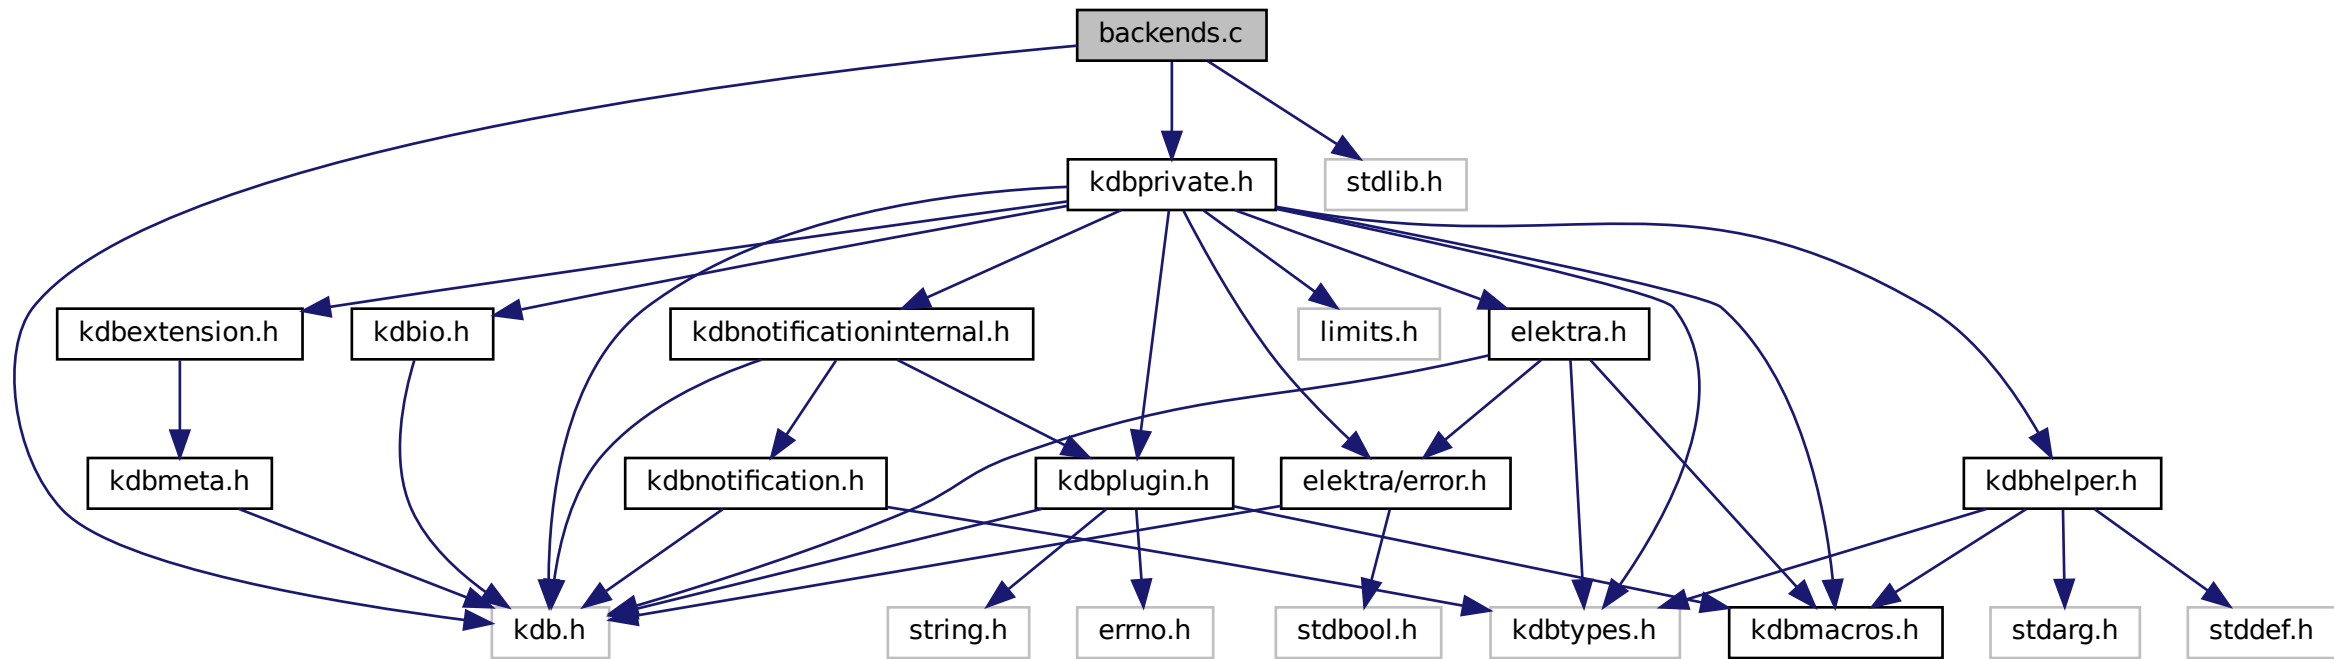 backends.c
kdbprivate.h
stdlib.h
kdbextension.h
kdbio.h
kdbnotificationinternal.h
limits.h
elektra.h
kdbmeta.h
kdbnotification.h
kdbplugin.h
elektra/error.h
kdbhelper.h
kdb.h
string.h
errno.h
stdbool.h
kdbtypes.h
kdbmacros.h
stdarg.h
stddef.h